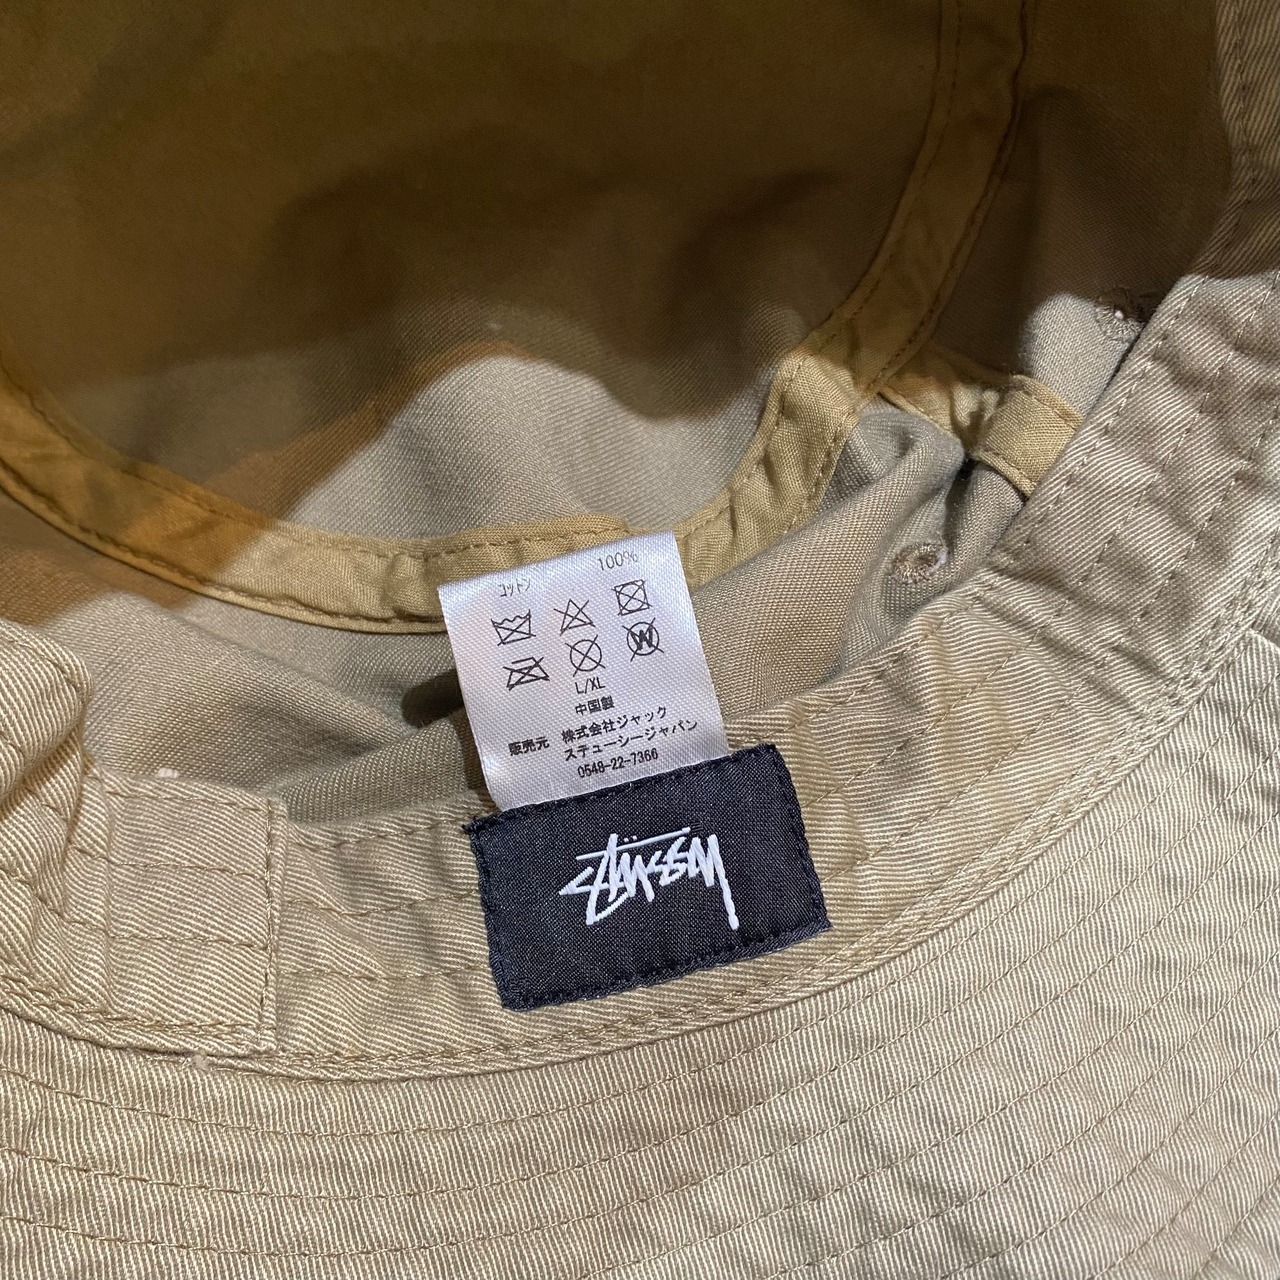 コットン 100%
W
L/XL
中国製
販売元 株式会社ジャック
ステューシージャパン
0548-22-7366
Stüssy